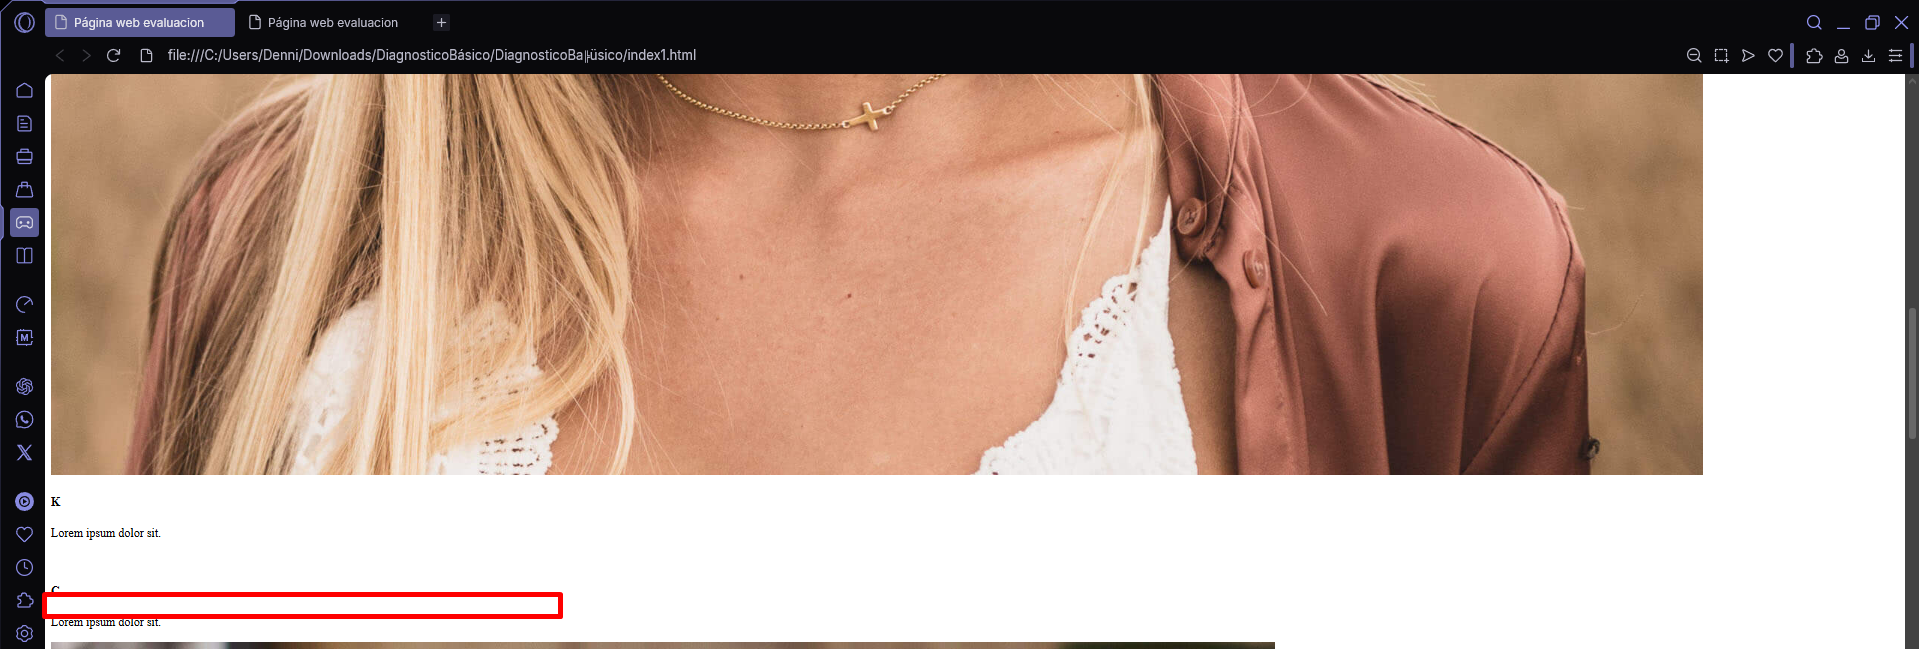 Página web evaluacion
Página web evaluacion
file:///C:/Users/Denni/Downloads/DiagnosticoBásico/DiagnosticoBa├üsico/index1.html
M
K
Lorem ipsum dolor sit.
Lorem ipsum dolor sit.